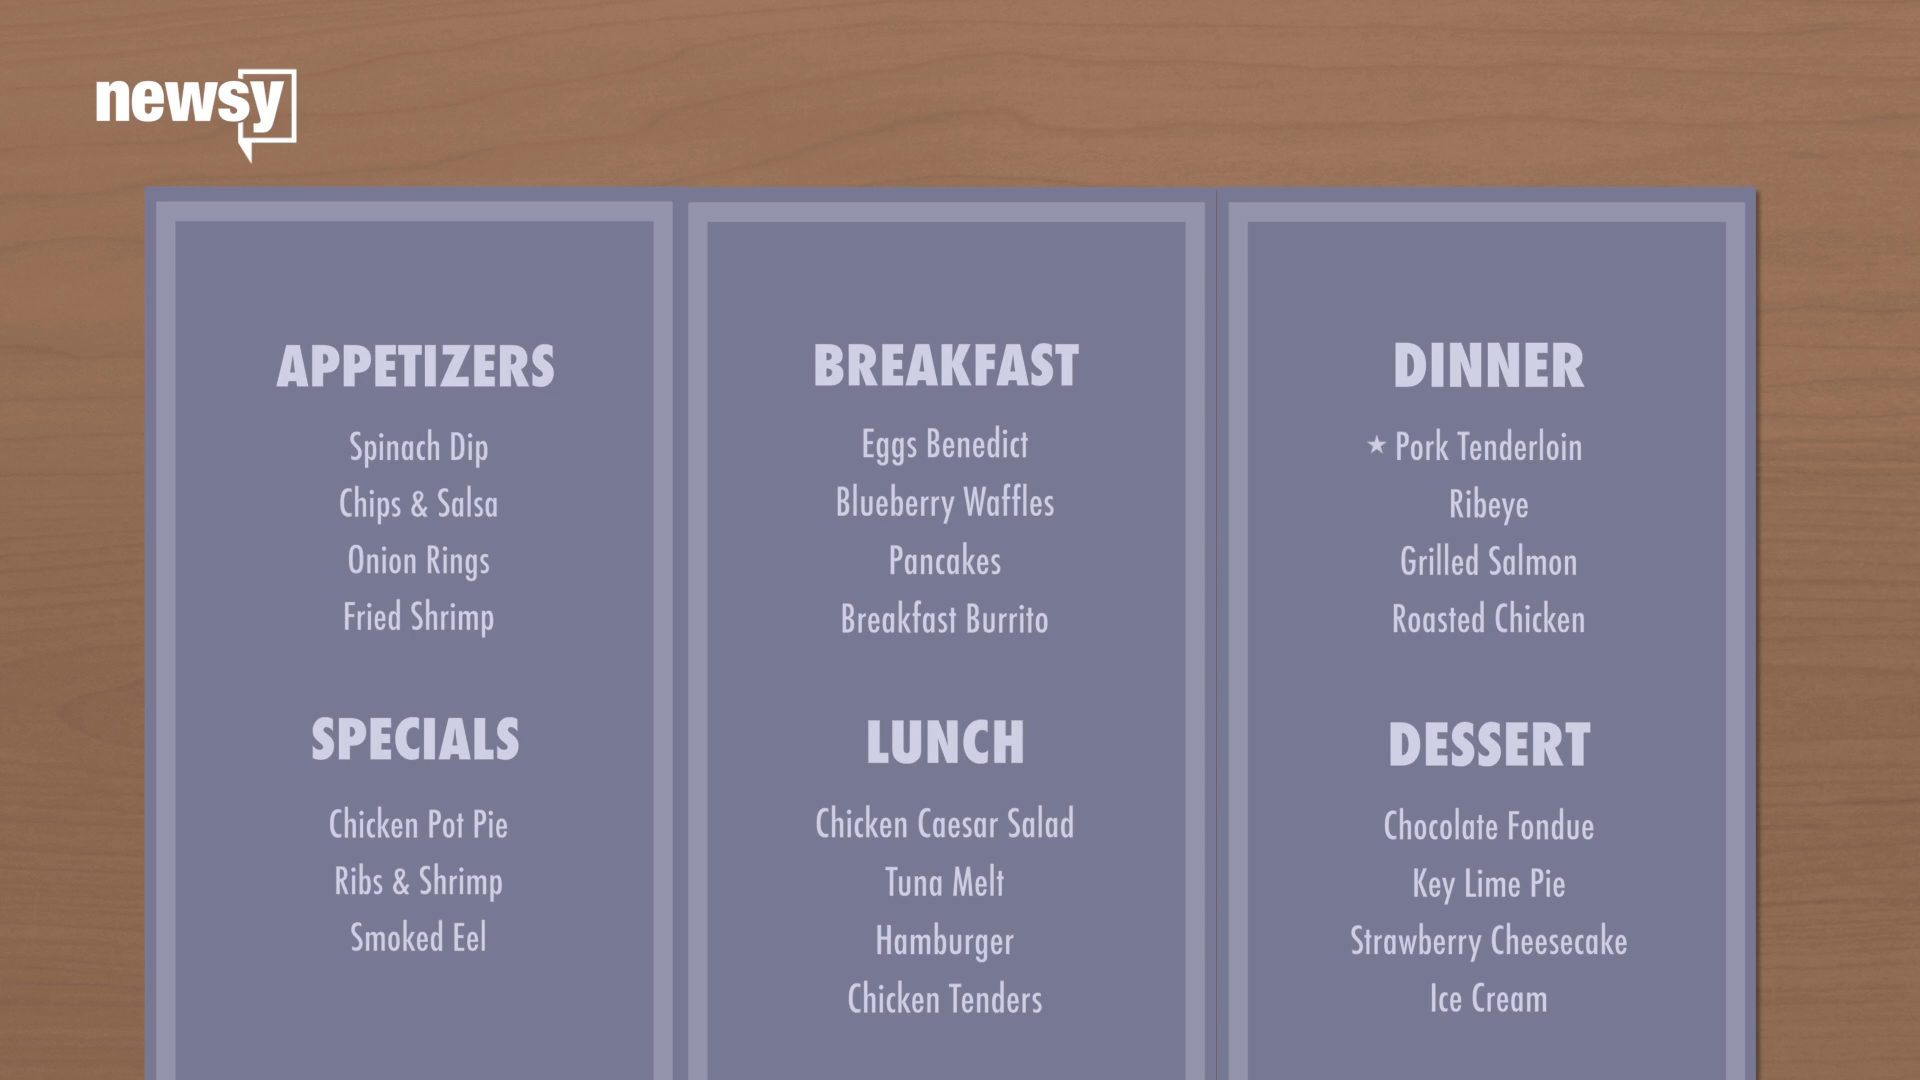 newsy
APPETIZERS
Spinach Dip
Chips & Salsa
Onion Rings
Fried Shrimp
SPECIALS
Chicken Pot Pie
Ribs & Shrimp
Smoked Eel
BREAKFAST
Eggs Benedict
Blueberry Waffles
Pancakes
Breakfast Burrito
LUNCH
Chicken Caesar Salad
Tuna Melt
Hamburger
Chicken Tenders
DINNER
★ Pork Tenderloin
Ribeye
Grilled Salmon
Roasted Chicken
DESSERT
Chocolate Fondue
Key Lime Pie
Strawberry Cheesecake
Ice Cream